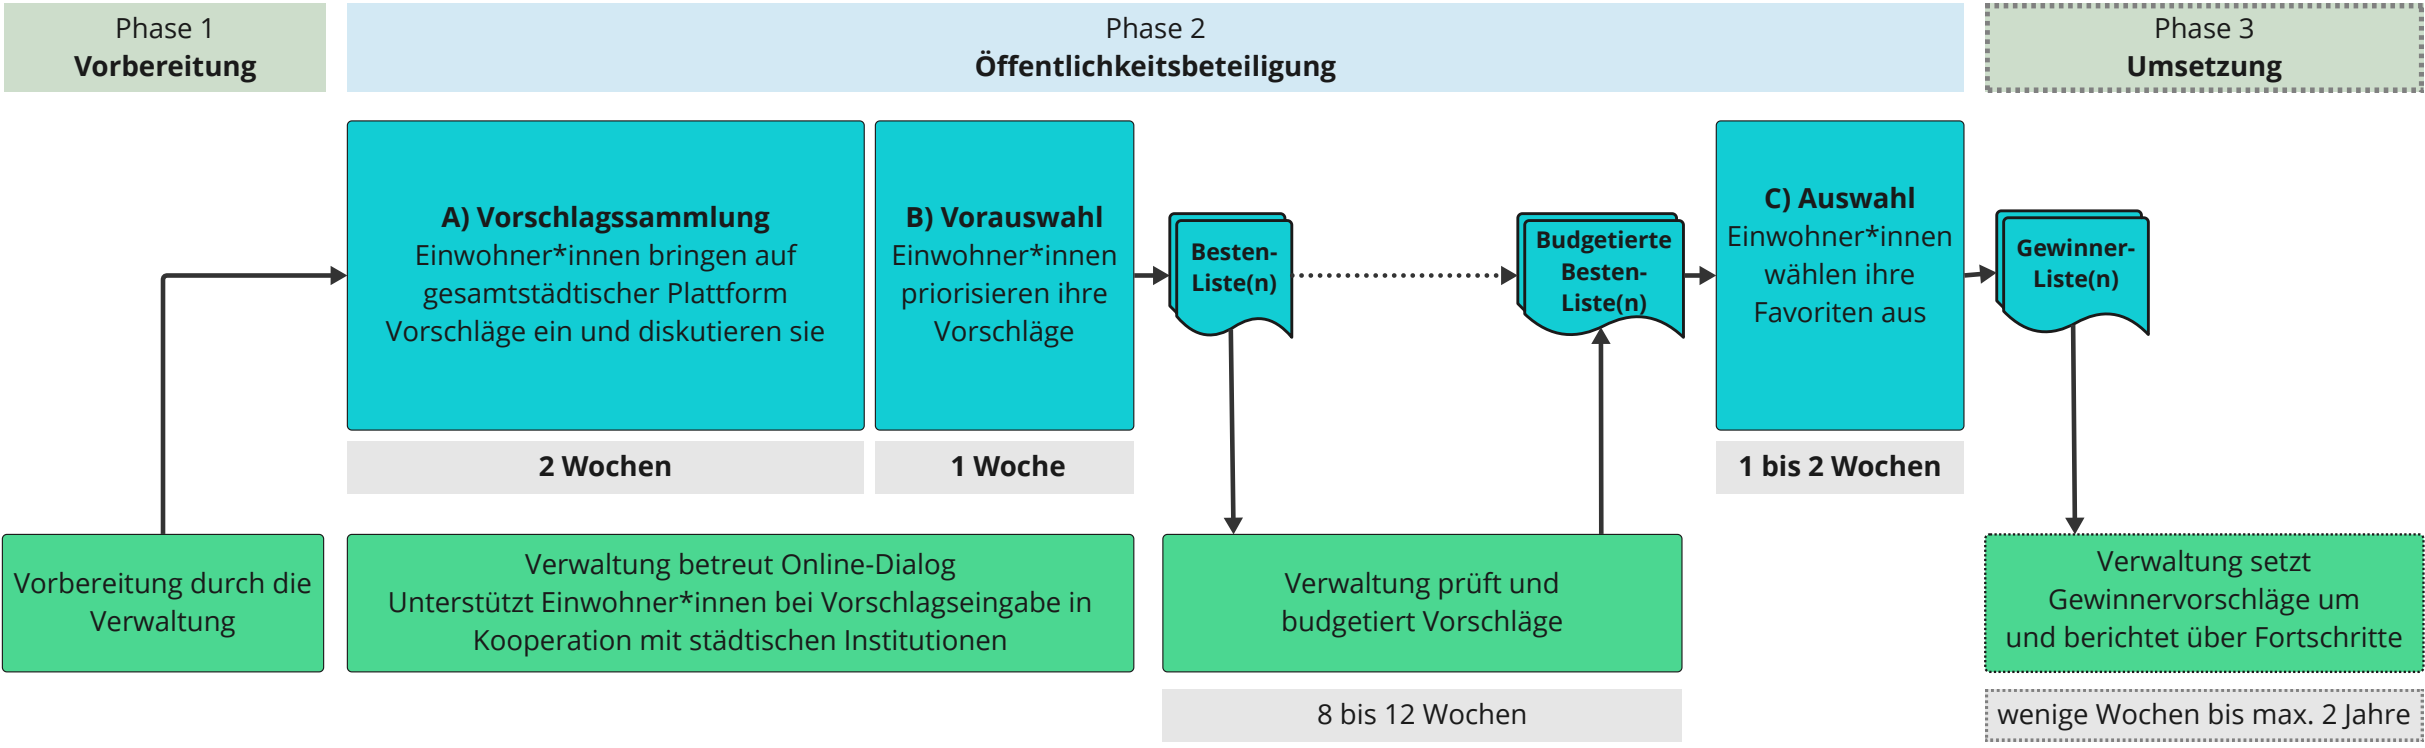 Phase 1
Vorbereitung
Phase 2
Öffentlichkeitsbeteiligung
Phase 3
Umsetzung
A) Vorschlagssammlung
Einwohner*innen bringen auf
gesamtstädtischer Plattform
Vorschläge ein und diskutieren sie
2 Wochen
B) Vorauswahl
Einwohner*innen
priorisieren ihre
Vorschläge
1 Woche
Besten-
Liste(n)
Budgetierte
Besten-
Liste(n)
C) Auswahl
Einwohner*innen
wählen ihre
Favoriten aus
1 bis 2 Wochen
Gewinner-
Liste(n)
Vorbereitung durch die
Verwaltung
Verwaltung betreut Online-Dialog
Unterstützt Einwohner*innen bei Vorschlagseingabe in
Kooperation mit städtischen Institutionen
Verwaltung prüft und
budgetiert Vorschläge
8 bis 12 Wochen
Verwaltung setzt
Gewinnervorschläge um
und berichtet über Fortschritte
wenige Wochen bis max. 2 Jahre